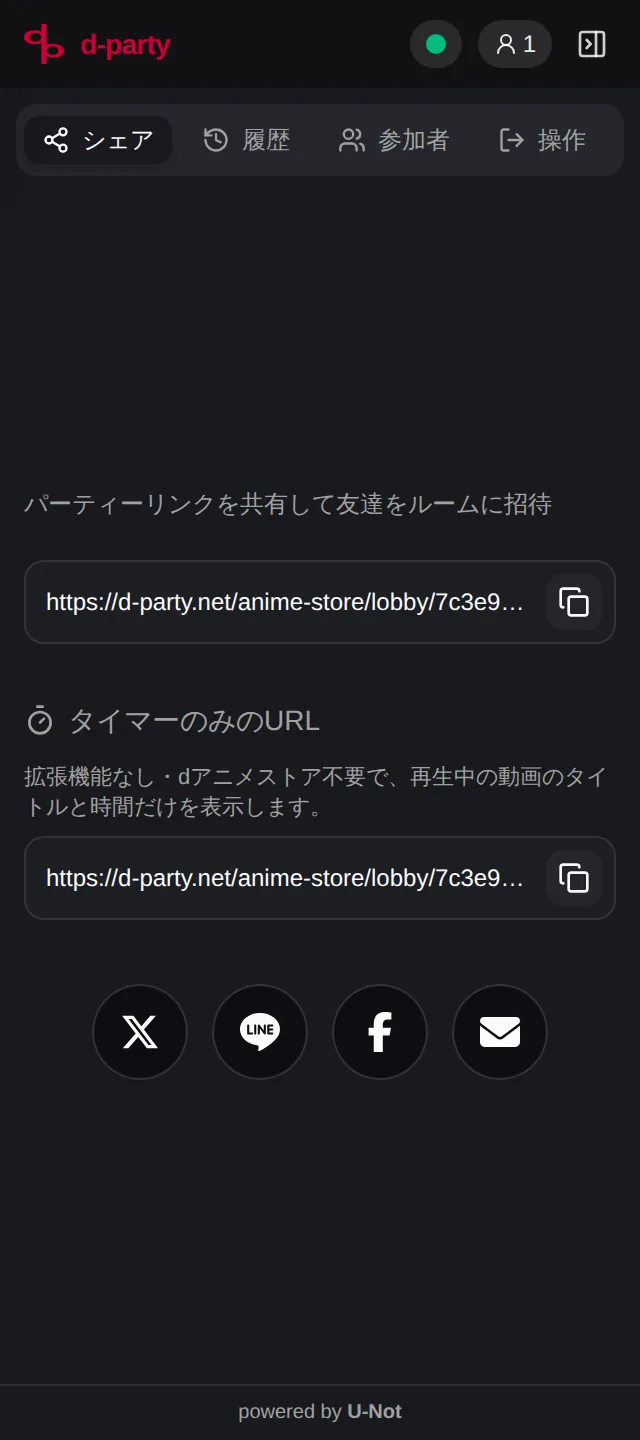 d-party
1
シェア
履歴
参加者
操作
パーティーリンクを共有して友達をルームに招待
https://d-party.net/anime-store/lobby/7c3e9…
タイマーのみのURL
拡張機能なし・dアニメストア不要で、再生中の動画のタイ
トルと時間だけを表示します。
https://d-party.net/anime-store/lobby/7c3e9…
LINE
powered by U-Not